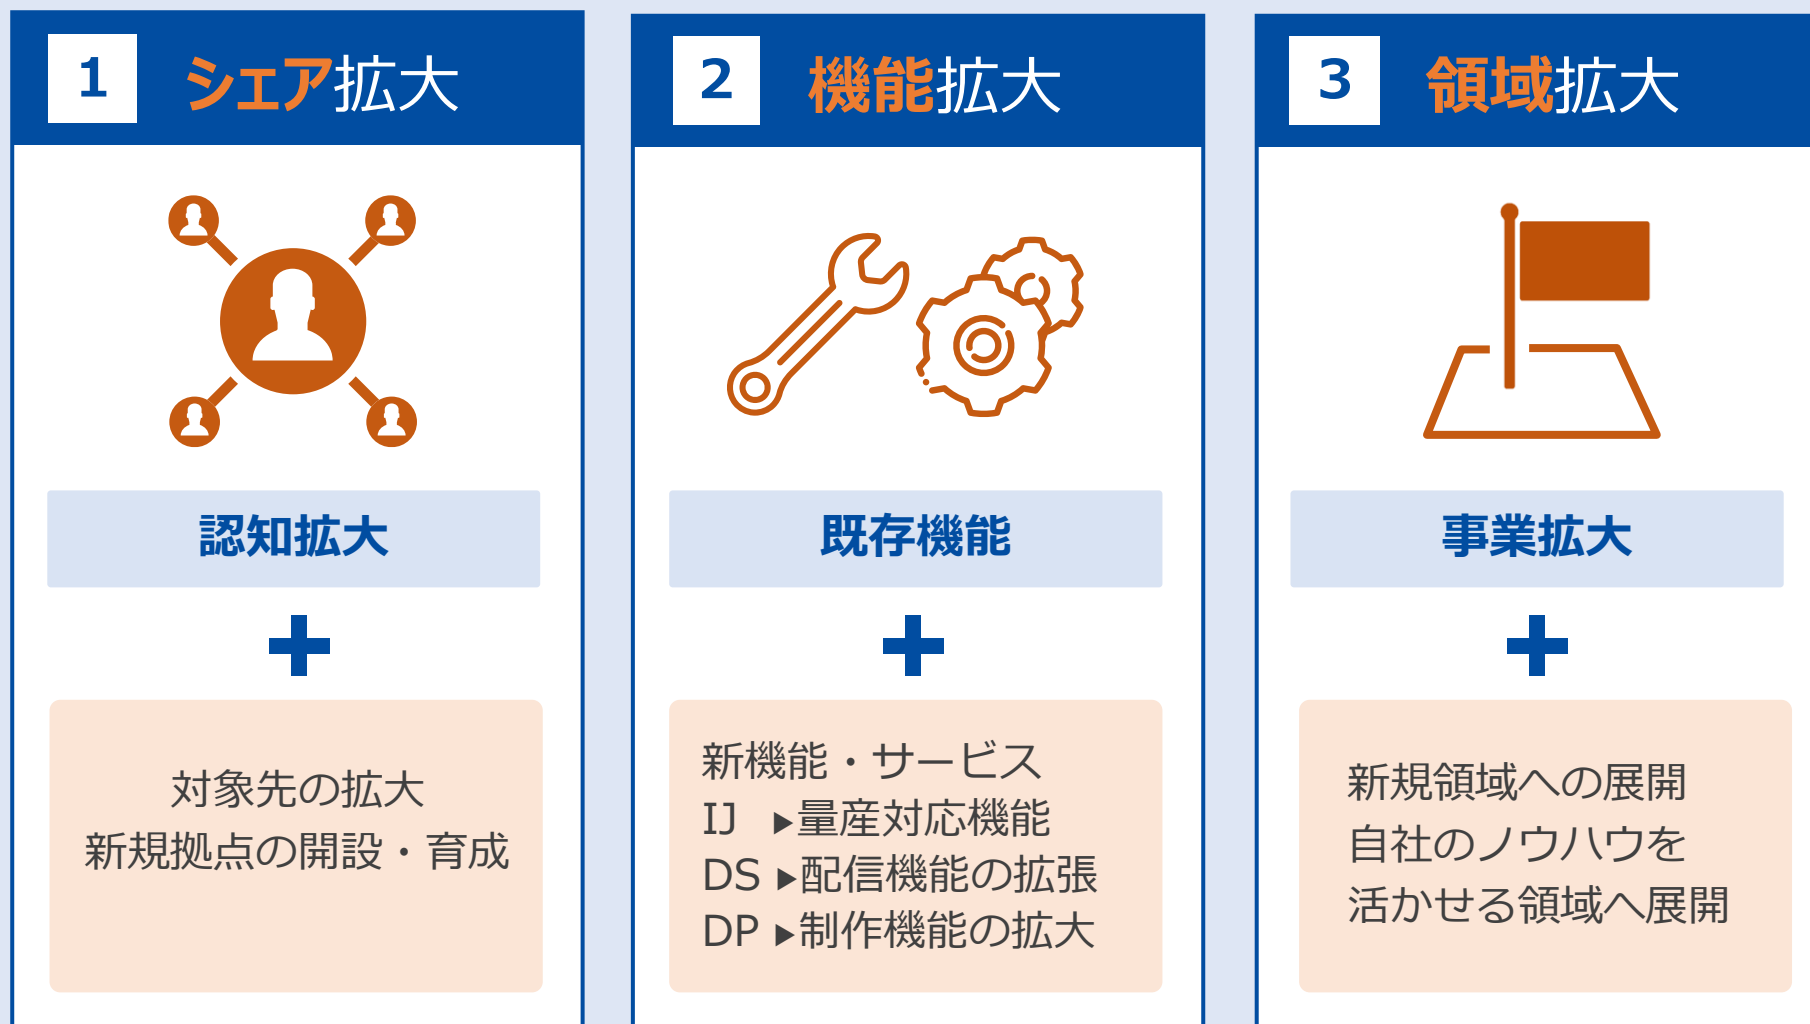 1 シェア拡大
認知拡大
対象先の拡大
新規拠点の開設・育成
2 機能拡大
既存機能
新機能・サービス
IJ ▶量産対応機能
DS ▶配信機能の拡張
DP ▶制作機能の拡大
3 領域拡大
事業拡大
新規領域への展開
自社のノウハウを
活かせる領域へ展開